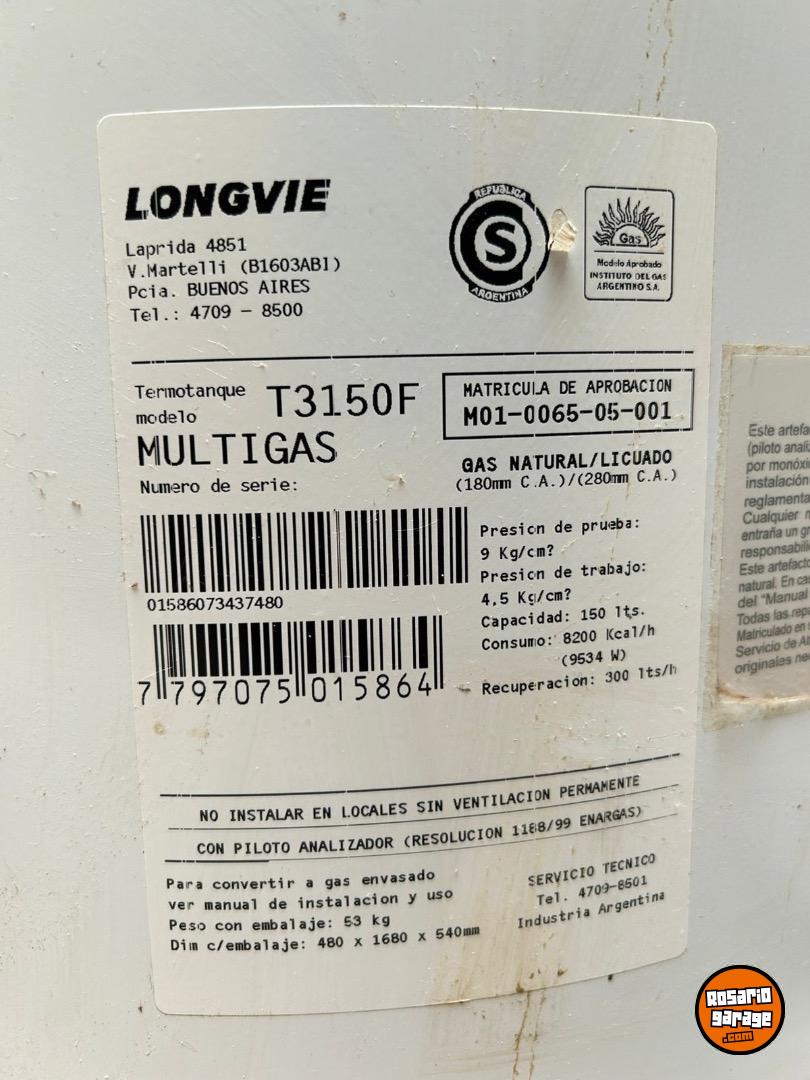 LONGVIE
Laprida 4851
V.Martelli (B1603ABI)
Pcia. BUENOS AIRES
Tel.: 4709 - 8500
REPUBLICA
S
ARGENTINA
Gas
Modelo Aprobado
INSTITUTO DEL GAS
ARGENTINO S.A.
Termotanque
modelo
T3150F
MULTIGAS
Numero de serie:
MATRICULA DE APROBACION
M01-0065-05-001
GAS NATURAL/LICUADO
(180mm C.A.)/(280mm C.A.)
01586073437480
7 797075 015864
Presion de prueba:
9 Kg/cm?
Presion de trabajo:
4,5 Kg/cm?
Capacidad: 150 lts.
Consumo: 8200 Kcal/h
(9534 W)
Recuperacion: 300 lts/h
NO INSTALAR EN LOCALES SIN VENTILACION PERMANENTE
CON PILOTO ANALIZADOR (RESOLUCION 1188/99 ENARGAS)
Para convertir a gas envasado
ver manual de instalacion y uso
Peso con embalaje: 53 kg
Dim c/embalaje: 480 x 1680 x 540mm
SERVICIO TECNICO
Tel. 4709-8501
Industria Argentina
Este artefa
(piloto anali
por monóxi
instalación
reglamenta
Cualquier
entraña un gr
responsabili
Este artefacto
natural. En ca
del "Manual
Todas las rep
Matriculado en
Servicio de
originales ne
Rosario
garage
.com